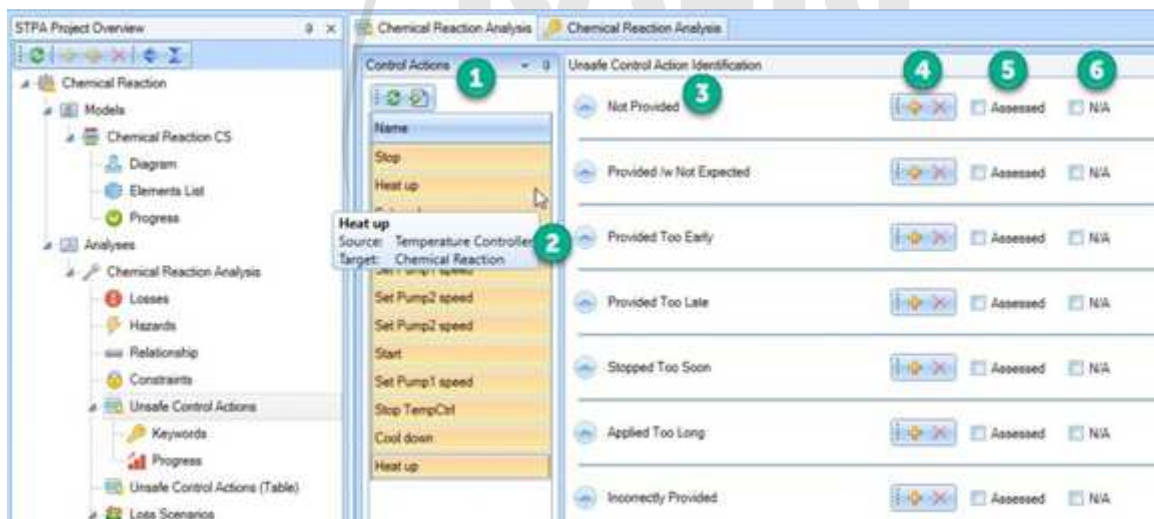 STPA Project Overview
Chemical Reaction
Models
Chemical Reaction CS
Diagram
Elements List
Progress
Analyses
Chemical Reaction Analysis
Losses
Hazards
Relationship
Constraints
Unsafe Control Actions
Keywords
Progress
Unsafe Control Actions (Table)
Loss Scenarios
Chemical Reaction Analysis
Chemical Reaction Analysis
Control Actions
1
Name
Stop
Heat up
Heat up
Source: Temperature Controller
Target: Chemical Reaction
2
Set Pump1 speed
Set Pump2 speed
Set Pump2 speed
Start
Set Pump1 speed
Stop TempCtrl
Cool down
Heat up
Unsafe Control Action Identification
3
4
5
6
Not Provided Assessed N/A
Provided /w Not Expected Assessed N/A
Provided Too Early Assessed N/A
Provided Too Late Assessed N/A
Stopped Too Soon Assessed N/A
Applied Too Long Assessed N/A
Incorrectly Provided Assessed N/A